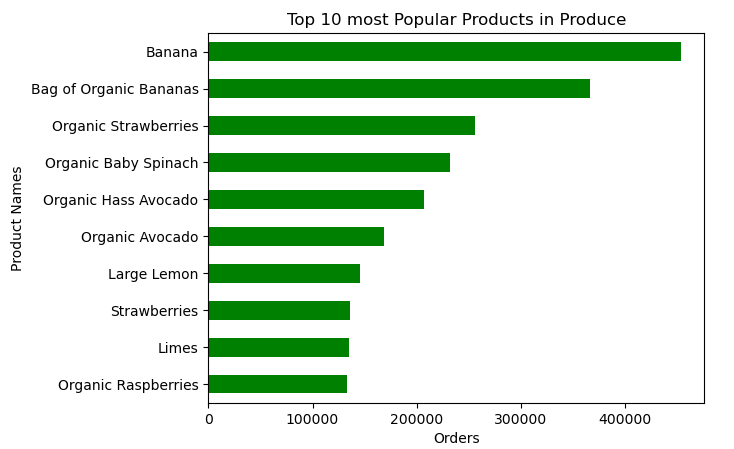 Top 10 most Popular Products in Produce
Product Names
Banana
Bag of Organic Bananas
Organic Strawberries
Organic Baby Spinach
Organic Hass Avocado
Organic Avocado
Large Lemon
Strawberries
Limes
Organic Raspberries
0 100000 200000 300000 400000
Orders